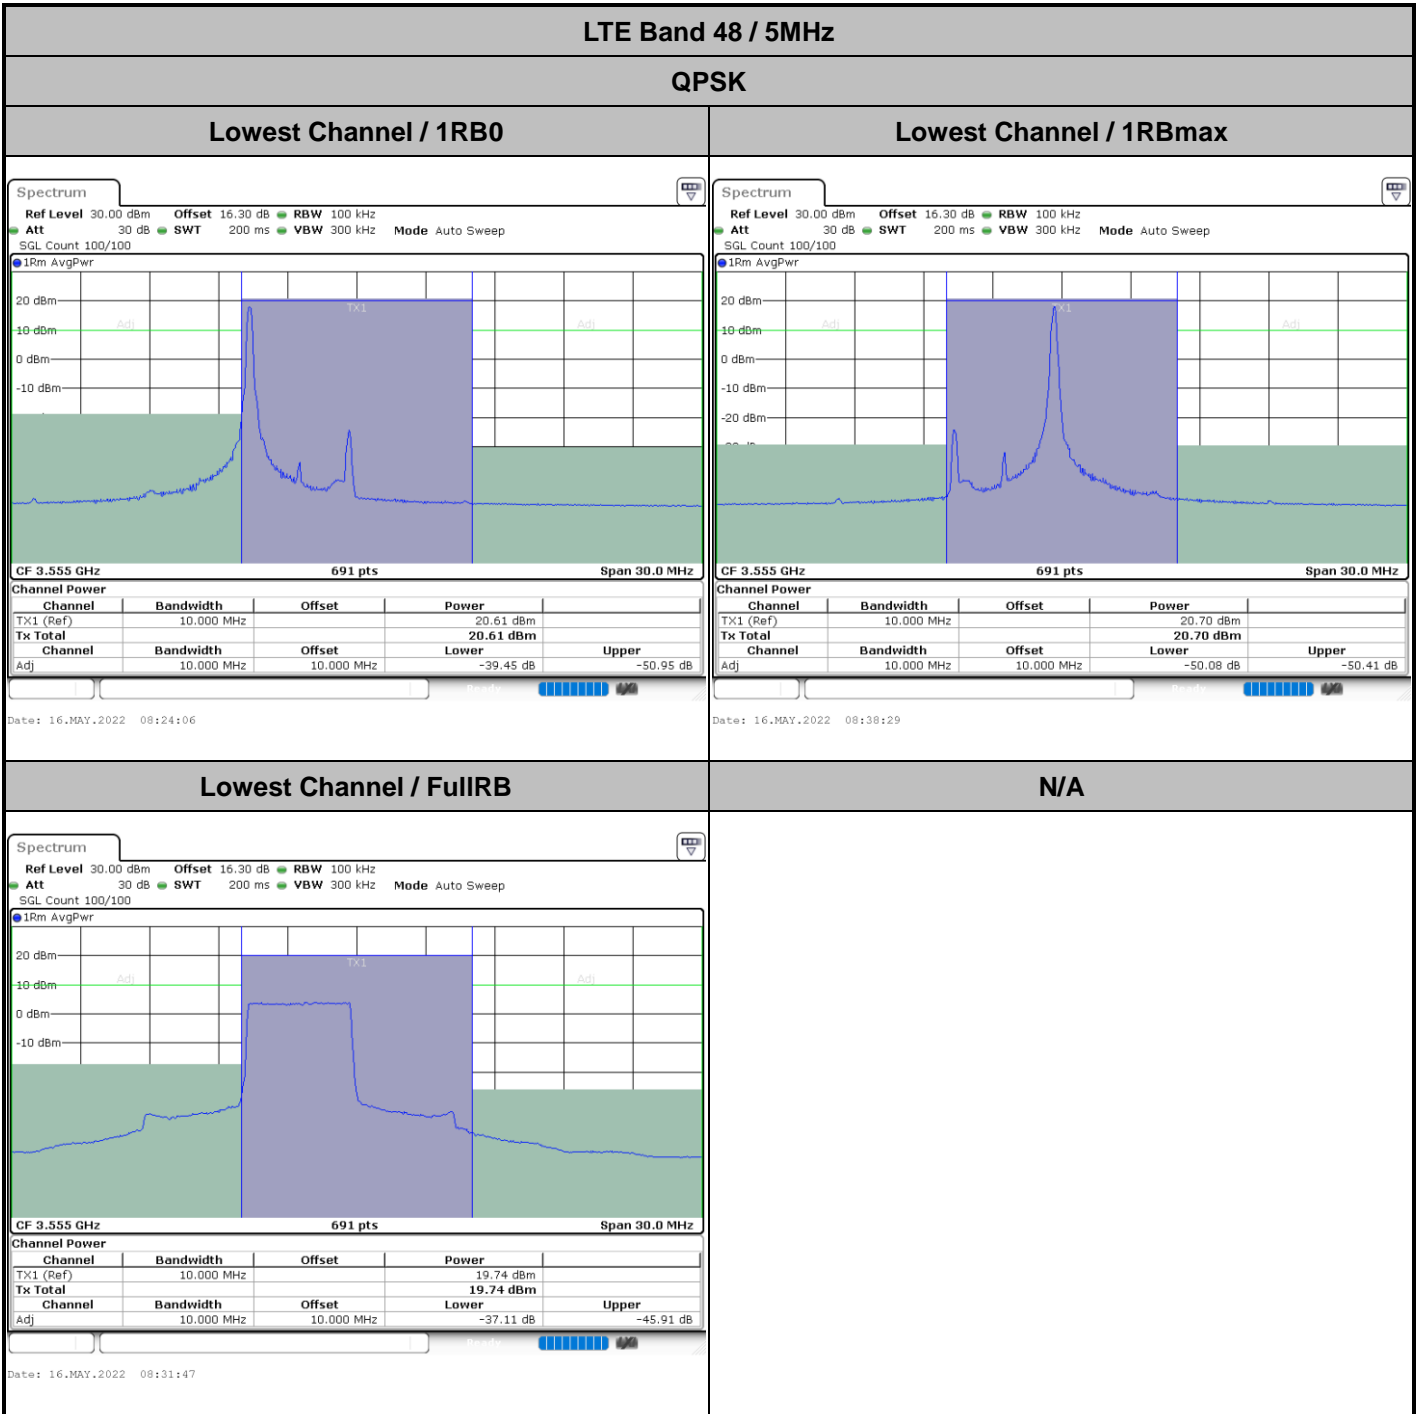 LTE Band 48 / 5MHz
QPSK
Lowest Channel / 1RB0
Lowest Channel / 1RBmax
Spectrum
Ref Level 30.00 dBm Offset 16.30 dB RBW 100 kHz
Att 30 dB SWT 200 ms VBW 300 kHz Mode Auto Sweep
SGL Count 100/100
1Rm AvgPwr
TX1
20 dBm
Adj
Adj
10 dBm
0 dBm
-10 dBm
CF 3.555 GHz 691 pts Span 30.0 MHz
Channel Power
Channel Bandwidth Offset Power
TX1 (Ref) 10.000 MHz 20.61 dBm
Tx Total 20.61 dBm
Channel Bandwidth Offset Lower Upper
Adj 10.000 MHz 10.000 MHz -39.45 dB -50.95 dB
Ready
Date: 16.MAY.2022 08:24:06
Spectrum
Ref Level 30.00 dBm Offset 16.30 dB RBW 100 kHz
Att 30 dB SWT 200 ms VBW 300 kHz Mode Auto Sweep
SGL Count 100/100
1Rm AvgPwr
TX1
20 dBm
Adj
Adj
10 dBm
0 dBm
-10 dBm
-20 dBm
CF 3.555 GHz 691 pts Span 30.0 MHz
Channel Power
Channel Bandwidth Offset Power
TX1 (Ref) 10.000 MHz 20.70 dBm
Tx Total 20.70 dBm
Channel Bandwidth Offset Lower Upper
Adj 10.000 MHz 10.000 MHz -50.08 dB -50.41 dB
Ready
Date: 16.MAY.2022 08:38:29
Lowest Channel / FullRB
N/A
Spectrum
Ref Level 30.00 dBm Offset 16.30 dB RBW 100 kHz
Att 30 dB SWT 200 ms VBW 300 kHz Mode Auto Sweep
SGL Count 100/100
1Rm AvgPwr
TX1
20 dBm
Adj
Adj
10 dBm
0 dBm
-10 dBm
CF 3.555 GHz 691 pts Span 30.0 MHz
Channel Power
Channel Bandwidth Offset Power
TX1 (Ref) 10.000 MHz 19.74 dBm
Tx Total 19.74 dBm
Channel Bandwidth Offset Lower Upper
Adj 10.000 MHz 10.000 MHz -37.11 dB -45.91 dB
Ready
Date: 16.MAY.2022 08:31:47